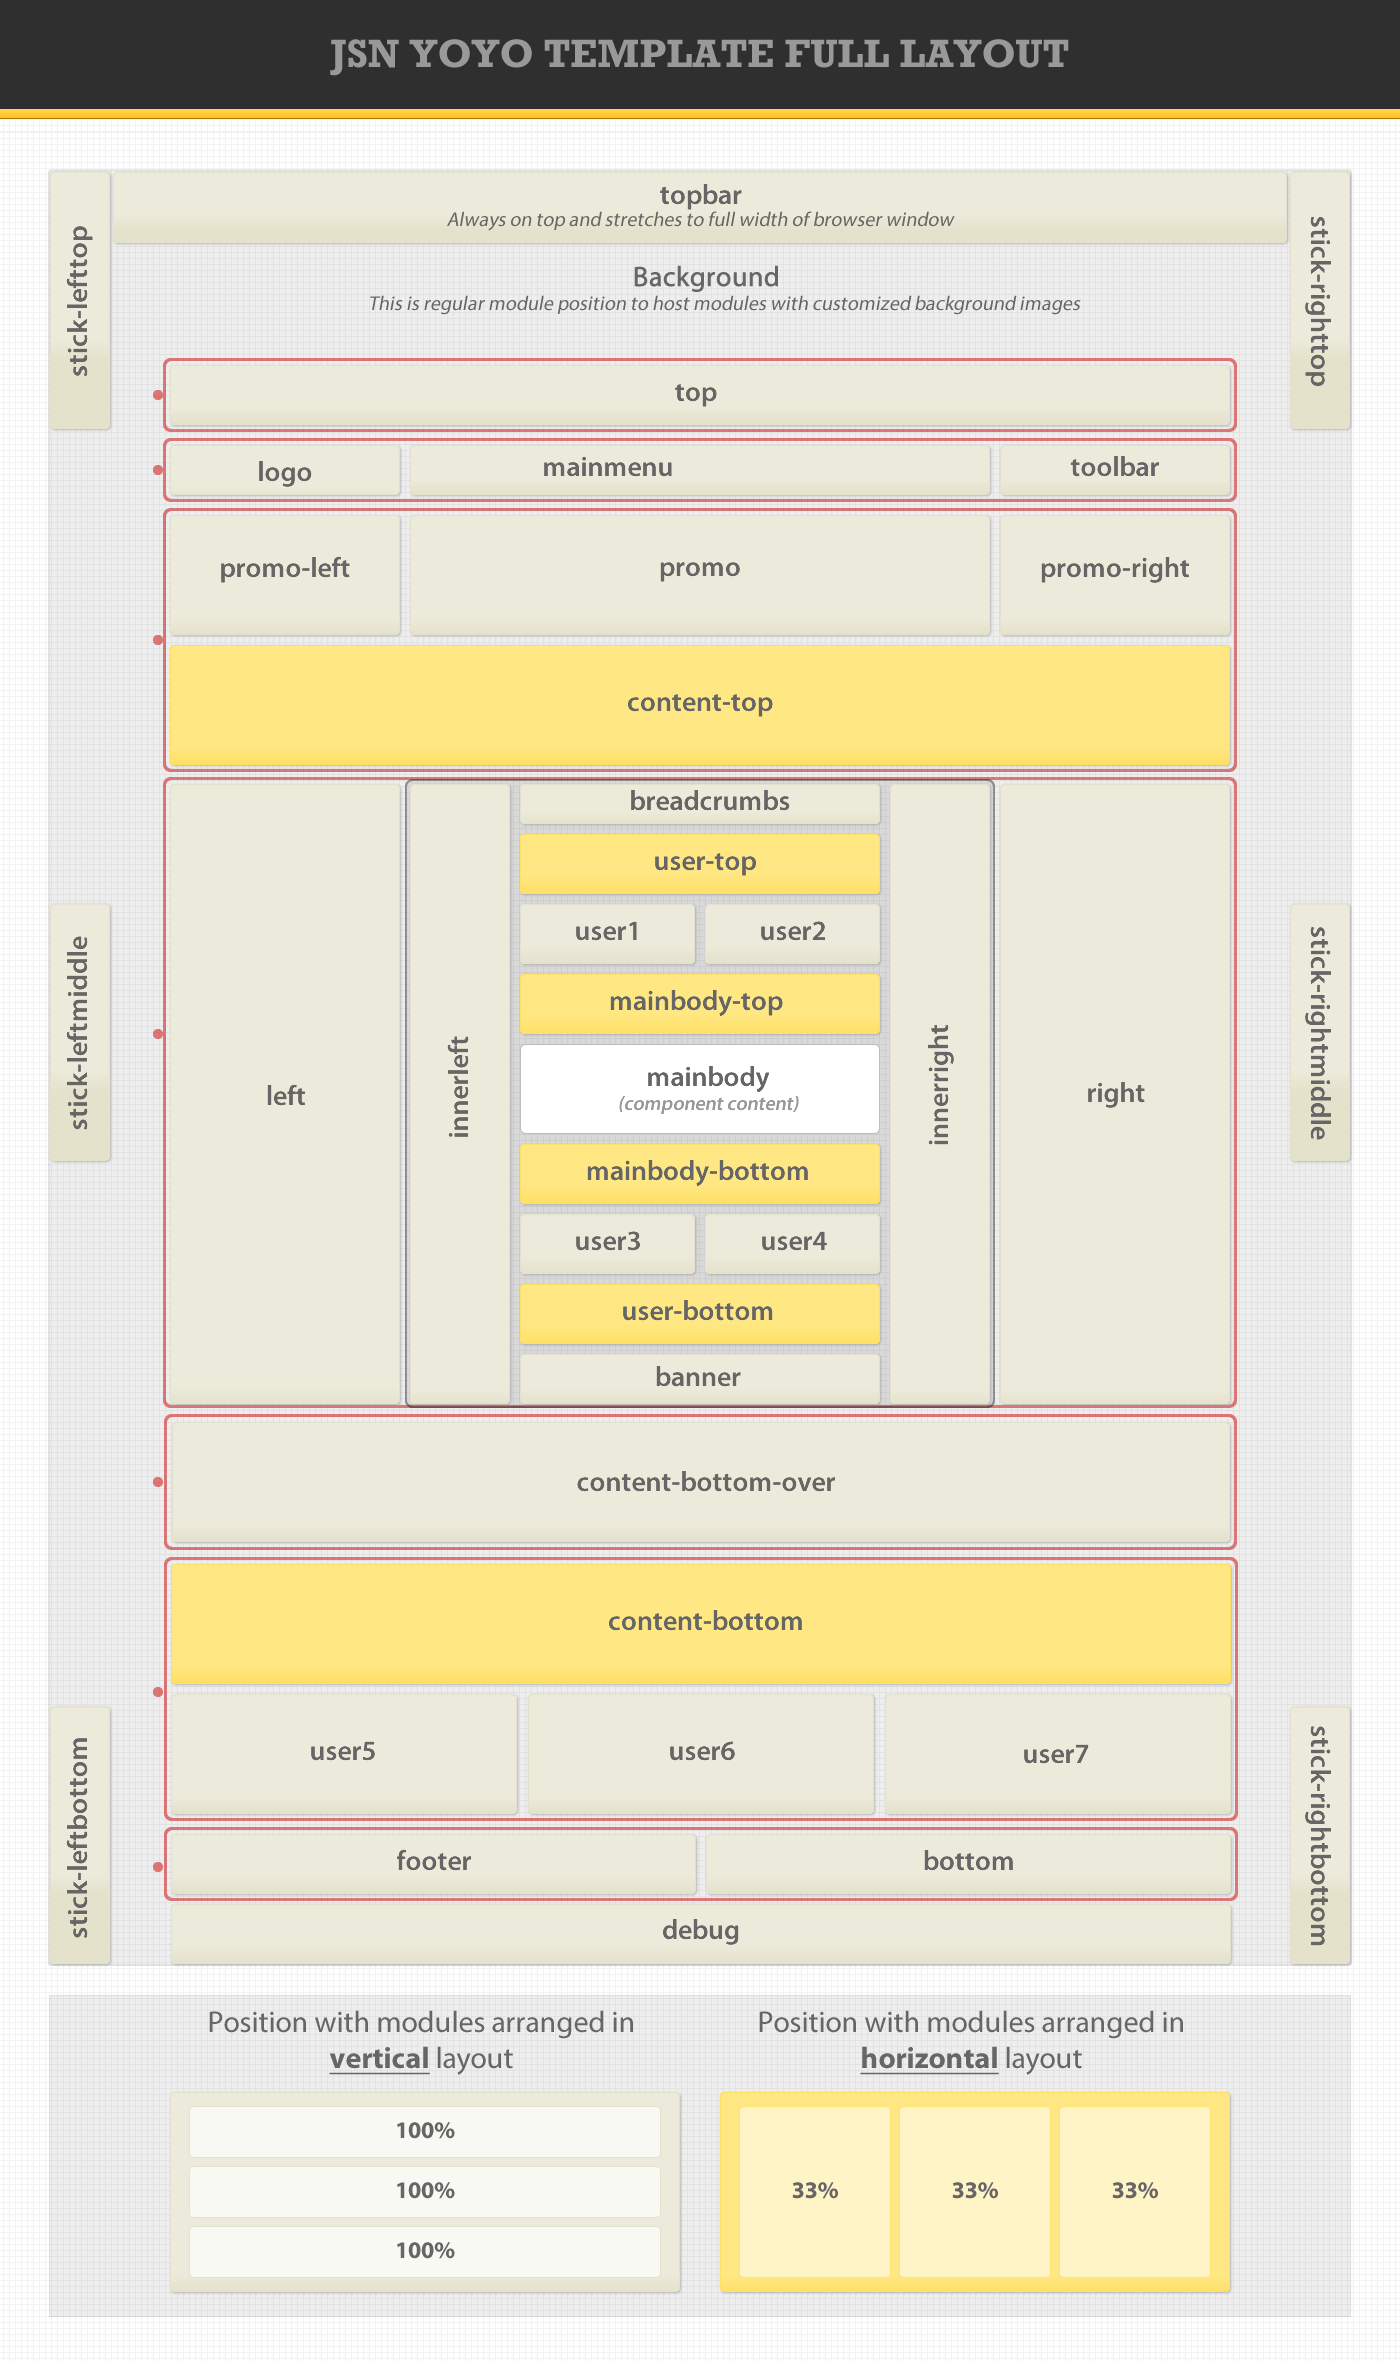 JSN YOYO TEMPLATE FULL LAYOUT
stick-lefttop
topbar
Always on top and stretches to full width of browser window
stick-righttop
Background
This is regular module position to host modules with customized background images
top
logo
mainmenu
toolbar
promo-left
promo
promo-right
content-top
stick-leftmiddle
left
innerleft
breadcrumbs
user-top
user1
user2
mainbody-top
mainbody
(component content)
mainbody-bottom
user3
user4
user-bottom
banner
innerright
right
stick-rightmiddle
content-bottom-over
content-bottom
stick-leftbottom
user5
user6
user7
stick-rightbottom
footer
bottom
debug
Position with modules arranged in
vertical layout
100%
100%
100%
Position with modules arranged in
horizontal layout
33%
33%
33%